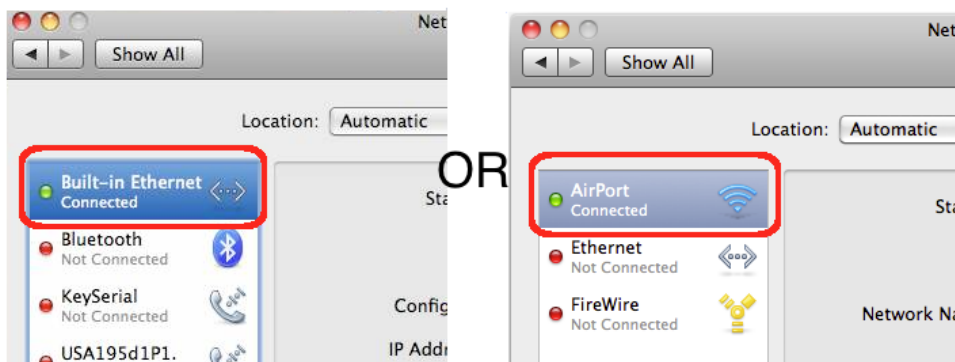 Net
Show All
Location: Automatic
Built-in Ethernet
Connected
Sta
Bluetooth
Not Connected
KeySerial
Not Connected
Config
USA195d1P1.
IP Addr
OR
Net
Show All
Location: Automatic
AirPort
Connected
Sta
Ethernet
Not Connected
FireWire
Not Connected
Network Na